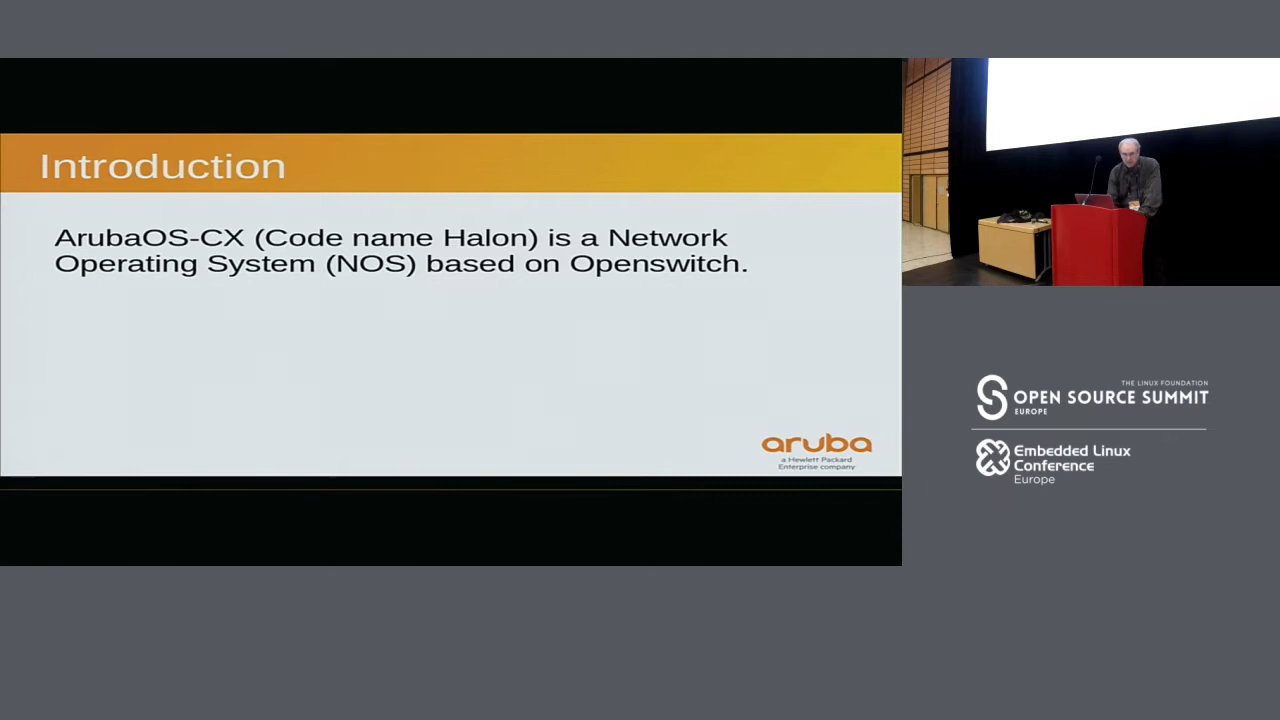 Introduction
ArubaOS-CX (Code name Halon) is a Network
Operating System (NOS) based on Openswitch.
aruba
a Hewlett Packard
Enterprise company
THE LINUX FOUNDATION
OPEN SOURCE SUMMIT
EUROPE
Embedded Linux
Conference
Europe